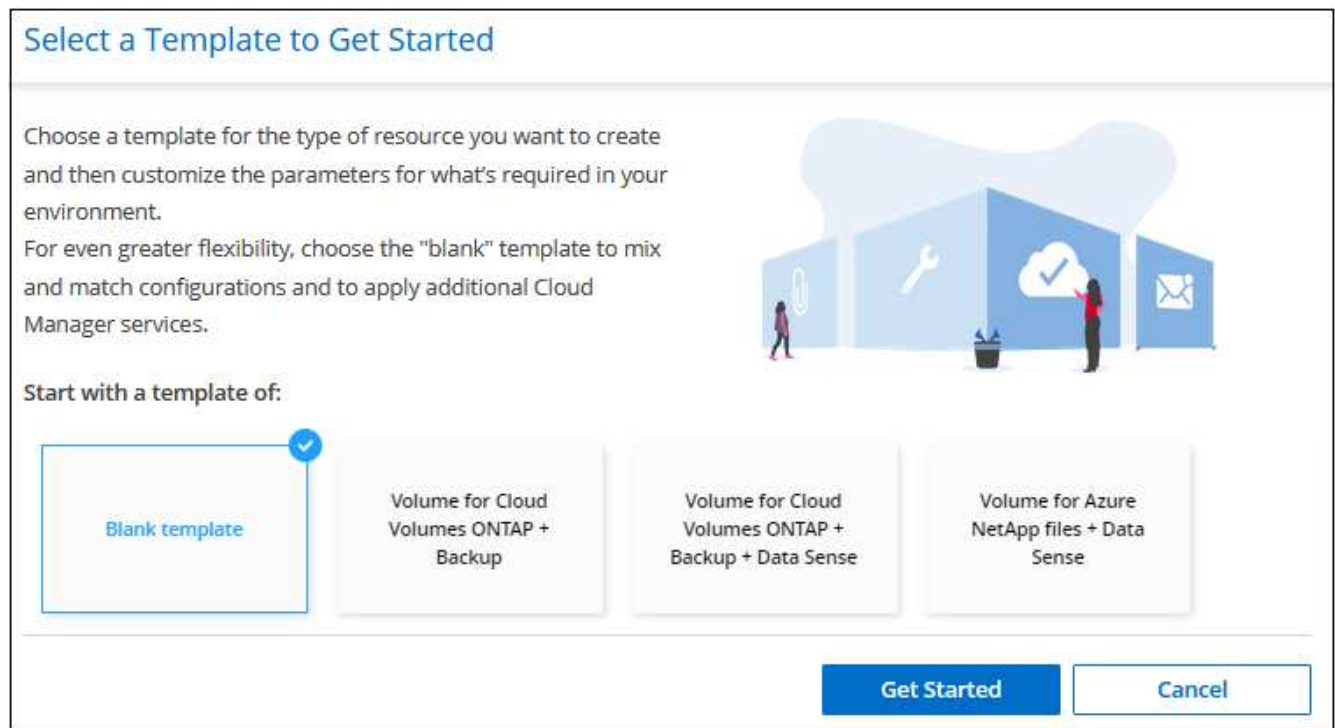 Select a Template to Get Started
Choose a template for the type of resource you want to create
and then customize the parameters for what's required in your
environment.
For even greater flexibility, choose the "blank" template to mix
and match configurations and to apply additional Cloud
Manager services.
Start with a template of:
Blank template
Volume for Cloud
Volumes ONTAP +
Backup
Volume for Cloud
Volumes ONTAP +
Backup + Data Sense
Volume for Azure
NetApp files + Data
Sense
Get Started
Cancel